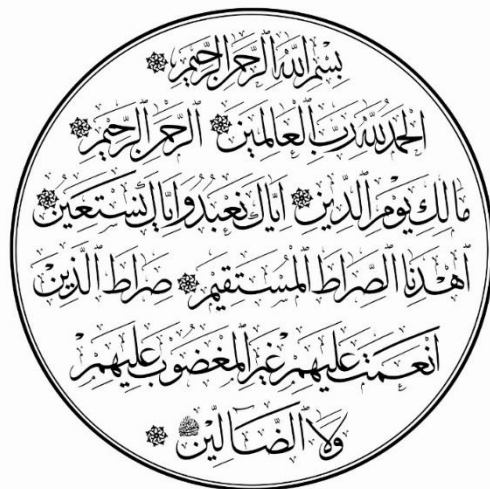 بسم الله الرحمن الرحيم
الحمد لله رب العالمين الرحمن الرحيم
مالك يوم الدين اياك نعبد واياك نستعين
اهدنا الصراط المستقيم صراط الذين
انعمت عليهم غير المغضوب عليهم
ولا الضالين